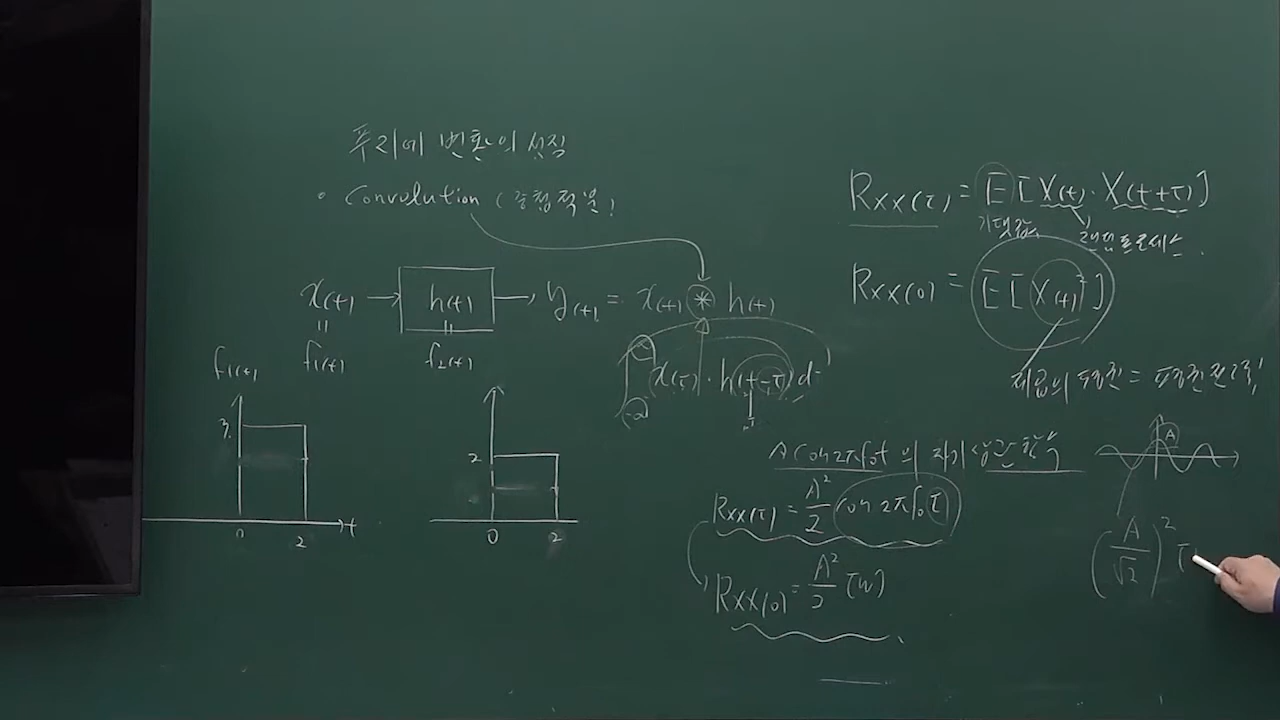 푸리에 변환의 성질
• Convolution (중첩적분)
x(t) → h(t) → y(t) = x(t) * h(t)
f1(t)
f2(t)
∫ x(τ)·h(t-τ)d
-∞
∞
f1(t)
3
0
2
t
2
0
2
Rxx(τ) = E[X(t)·X(t+τ)]
기댓값
랜덤프로세스
Rxx(0) = E[X(t)²]
제곱의 평균 = 평균전력
A cos2πfot 의 자기상관함수
A
Rxx(τ) = A²/2 cos 2πfoτ
Rxx(0) = A²/2 [W]
(A/√2)² [